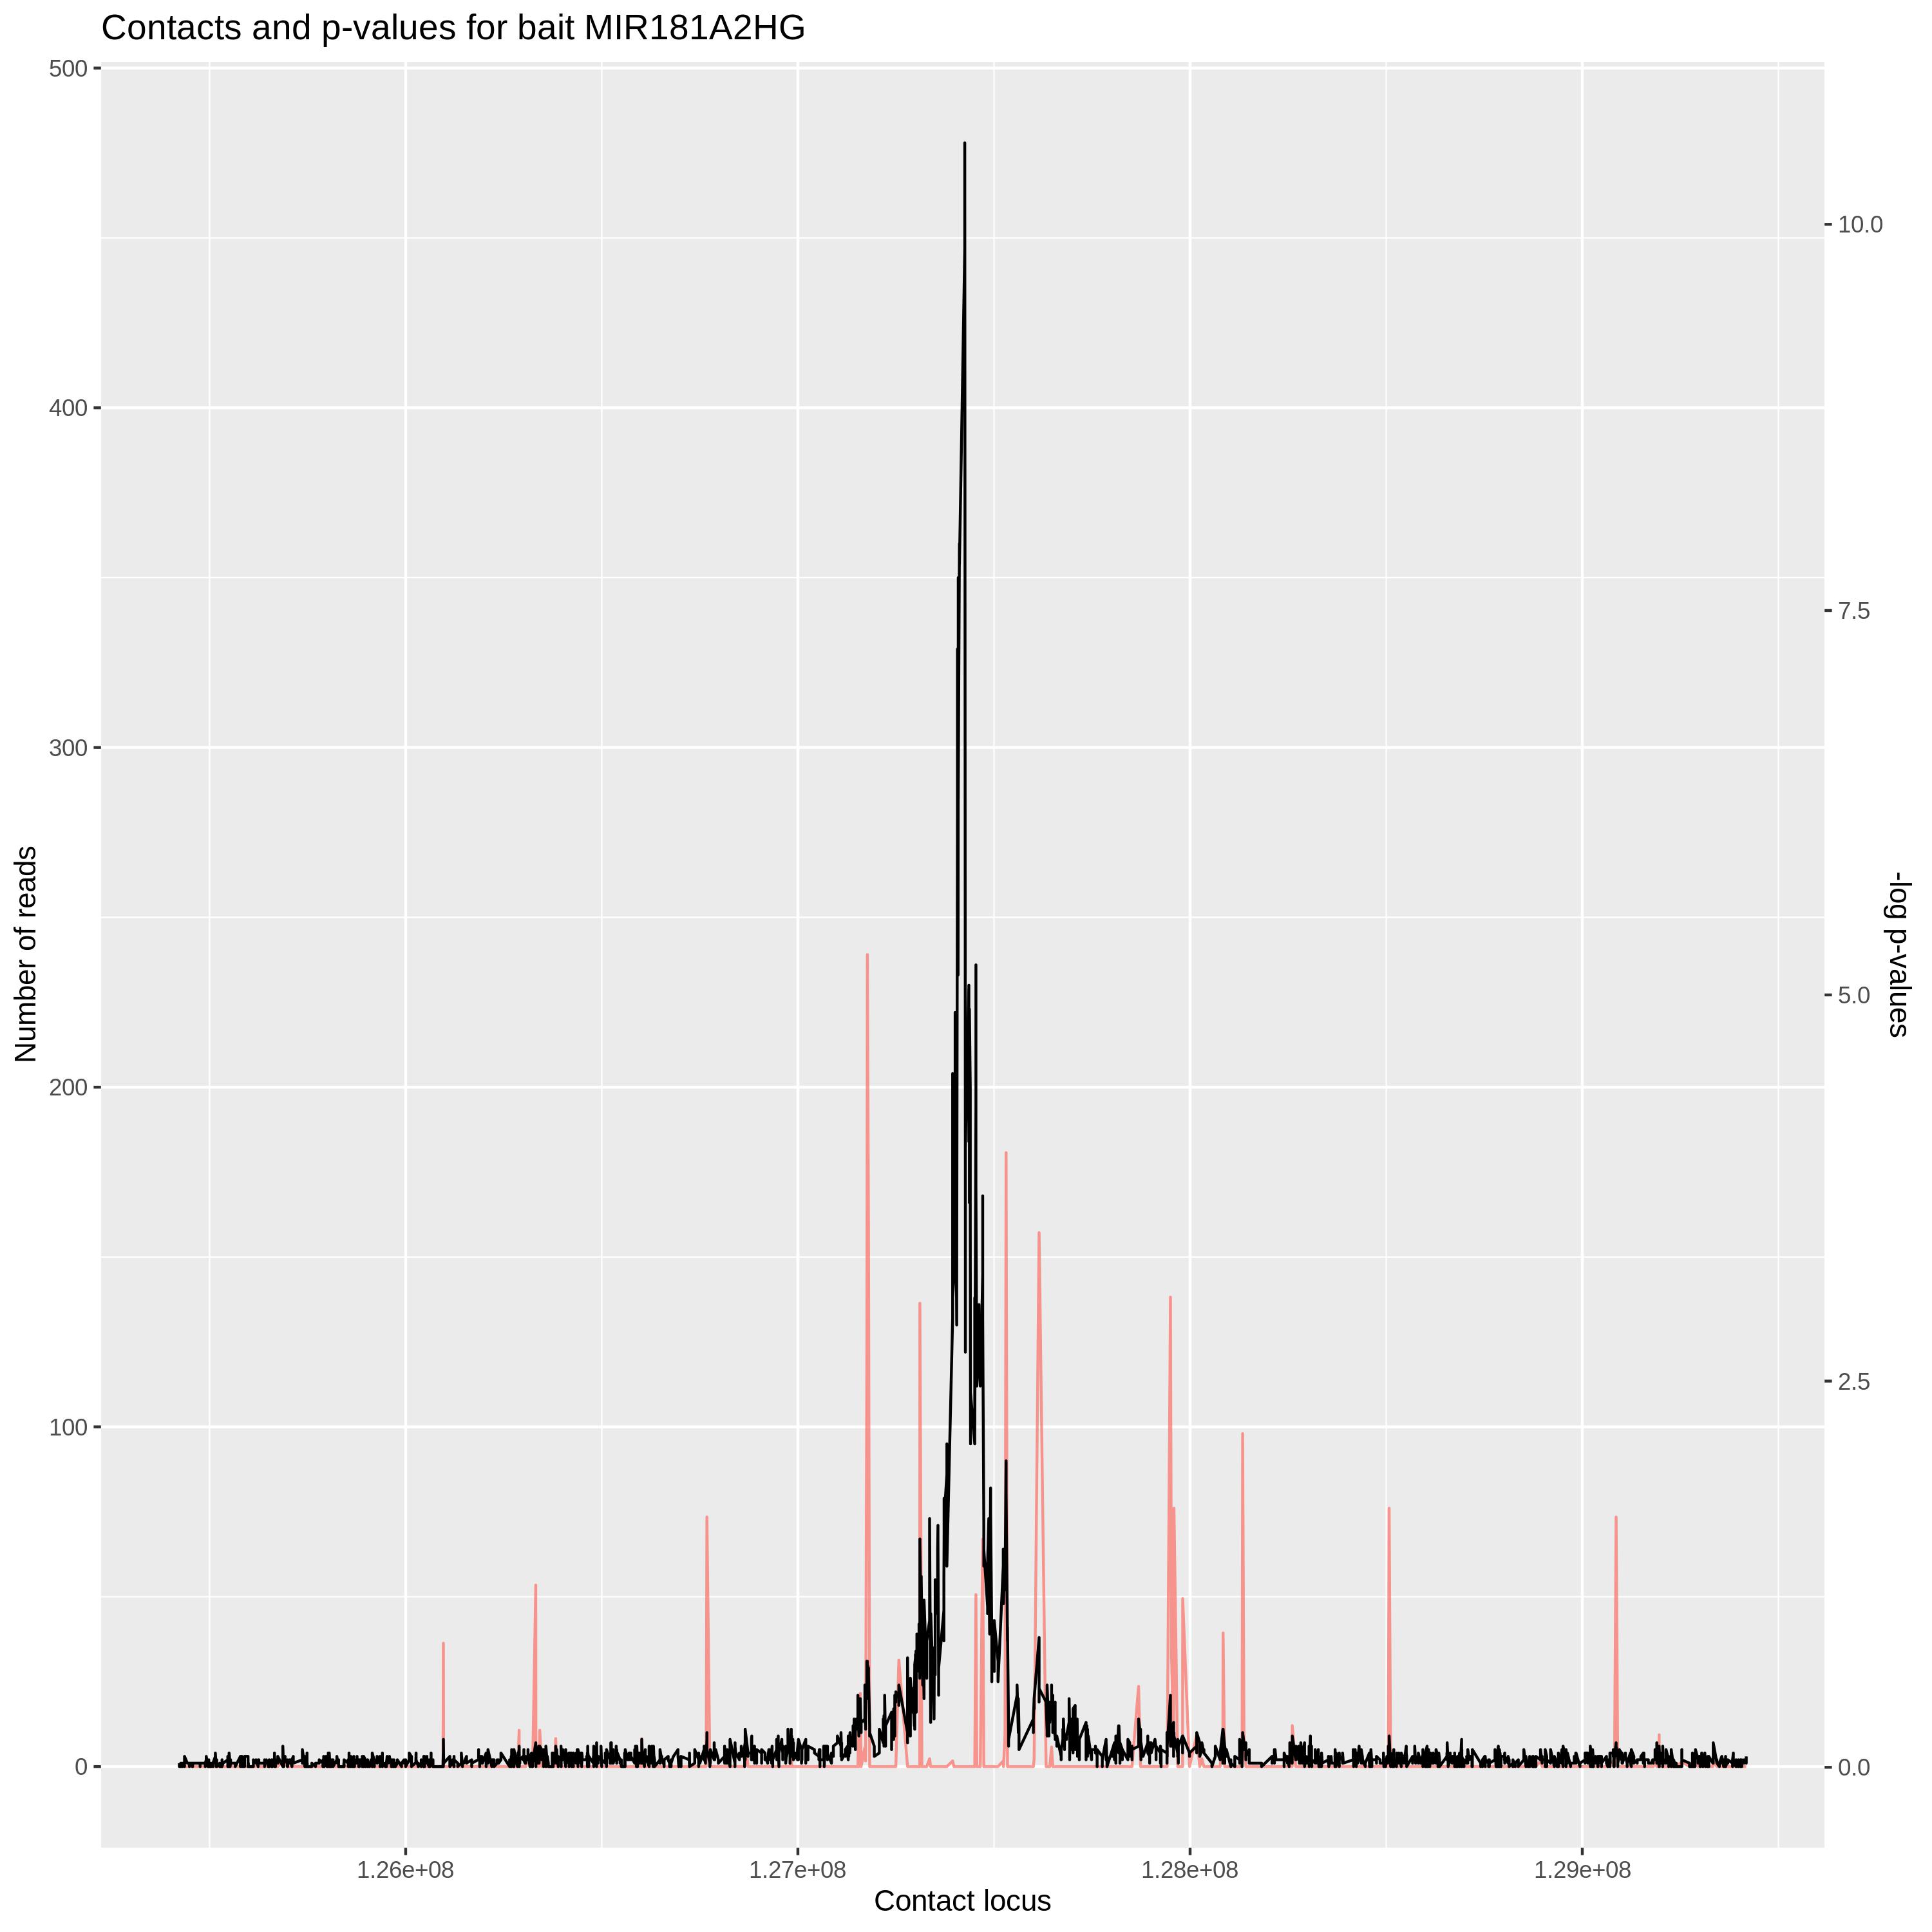 Contacts and p-values for bait MIR181A2HG
500
400
300
200
100
0
Number of reads
10.0
7.5
5.0
2.5
0.0
-log p-values
1.26e+08 1.27e+08 1.28e+08 1.29e+08
Contact locus